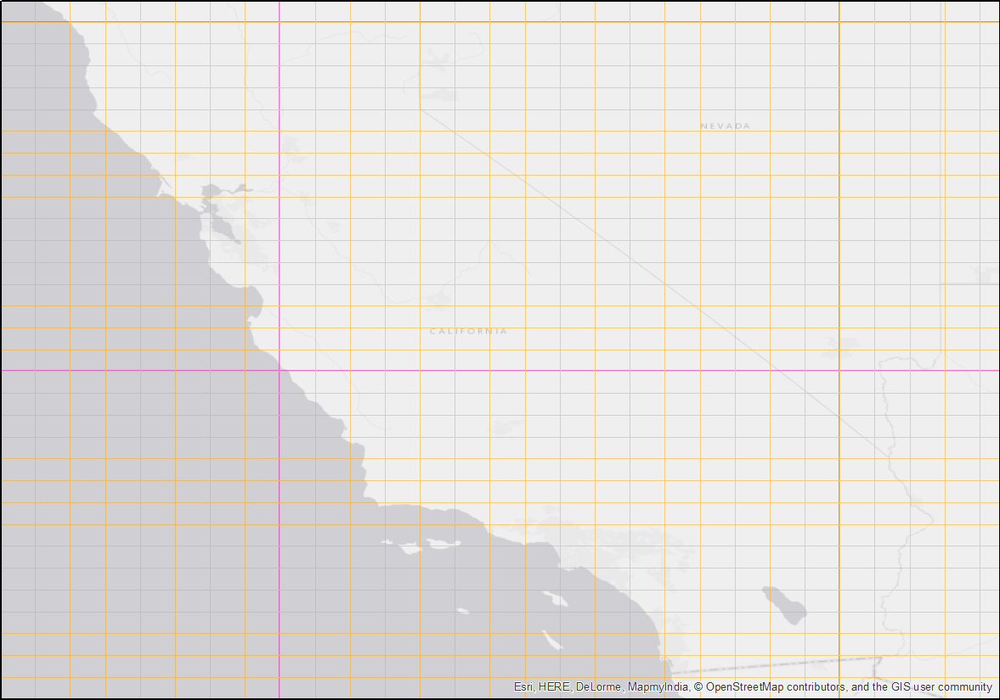 NEVADA
CALIFORNIA
Esri, HERE, DeLorme, MapmyIndia, © OpenStreetMap contributors, and the GIS user community